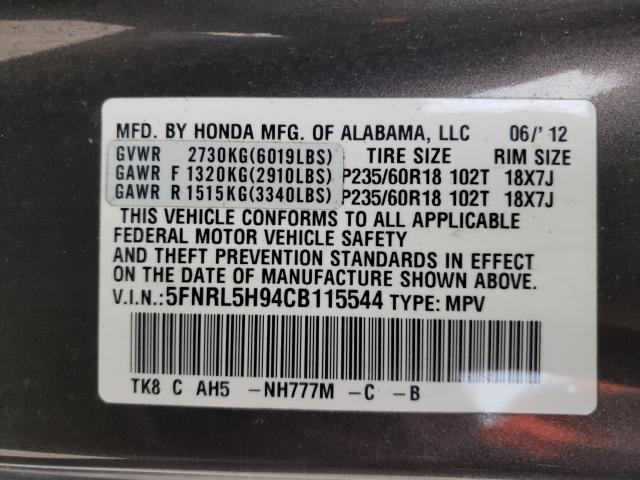 MFD. BY HONDA MFG. OF ALABAMA, LLC 06/'12
GVWR 2730KG(6019LBS) TIRE SIZE RIM SIZE
GAWR F 1320KG(2910LBS) P235/60R18 102T 18X7J
GAWR R 1515KG(3340LBS) P235/60R18 102T 18X7J
THIS VEHICLE CONFORMS TO ALL APPLICABLE
FEDERAL MOTOR VEHICLE SAFETY
AND THEFT PREVENTION STANDARDS IN EFFECT
ON THE DATE OF MANUFACTURE SHOWN ABOVE.
V.I.N.:5FNRL5H94CB115544 TYPE: MPV
TK8 C AH5 -NH777M -C -B